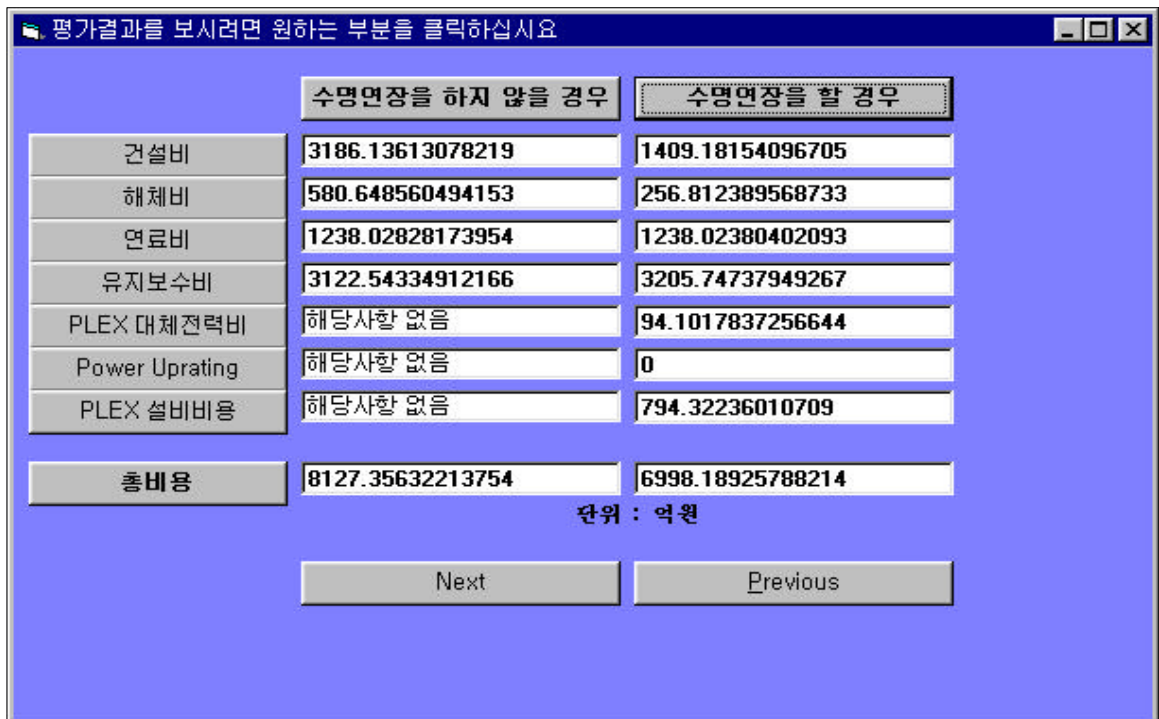 평가결과를 보시려면 원하는 부분을 클릭하십시요
수명연장을 하지 않을 경우 수명연장을 할 경우
건설비 3186.13613078219 1409.18154096705
해체비 580.648560494153 256.812389568733
연료비 1238.02828173954 1238.02380402093
유지보수비 3122.54334912166 3205.74737949267
PLEX 대체전력비 해당사항 없음 94.1017837256644
Power Uprating 해당사항 없음 0
PLEX 설비비용 해당사항 없음 794.32236010709
총비용 8127.35632213754 6998.18925788214
단위 : 억원
Next Previous